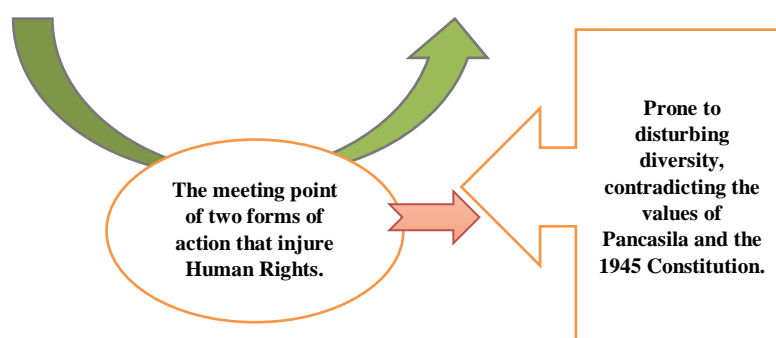 The meeting point
of two forms of
action that injure
Human Rights.
Prone to
disturbing
diversity,
contradicting the
values of
Pancasila and the
1945 Constitution.